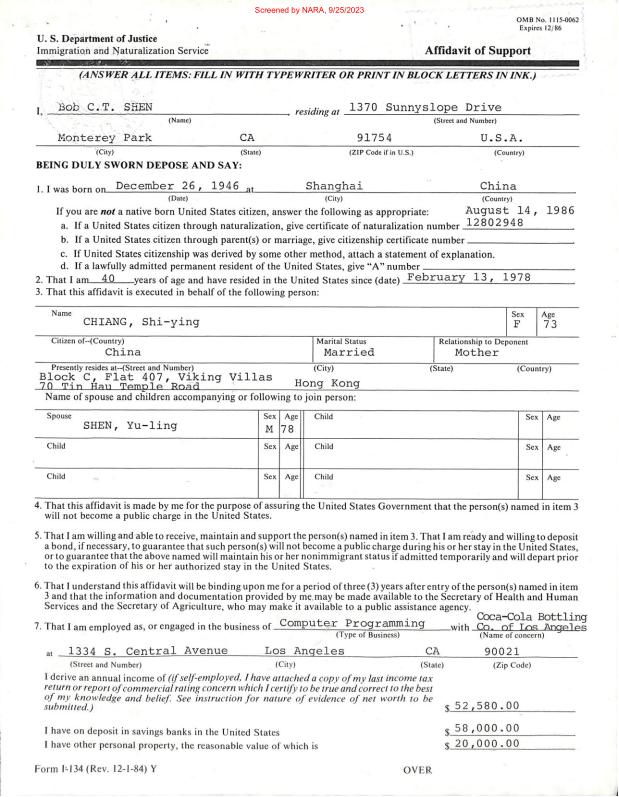 Screened by NARA, 9/25/2023
OMB No. 1115-0062
Expires 12/86
U. S. Department of Justice
Immigration and Naturalization Service
Affidavit of Support
(ANSWER ALL ITEMS: FILL IN WITH TYPEWRITER OR PRINT IN BLOCK LETTERS IN INK.)
I, Bob C.T. SHEN, residing at 1370 Sunnyslope Drive
(Name) (Street and Number)
Monterey Park CA 91754 U.S.A.
(City) (State) (ZIP Code if in U.S.) (Country)
BEING DULY SWORN DEPOSE AND SAY:
1. I was born on December 26, 1946 at Shanghai China
(Date) (City) (Country)
If you are not a native born United States citizen, answer the following as appropriate: August 14, 1986
a. If a United States citizen through naturalization, give certificate of naturalization number 12802948
b. If a United States citizen through parent(s) or marriage, give citizenship certificate number
c. If United States citizenship was derived by some other method, attach a statement of explanation.
d. If a lawfully admitted permanent resident of the United States, give "A" number
2. That I am 40 years of age and have resided in the United States since (date) February 13, 1978
3. That this affidavit is executed in behalf of the following person:
Name Sex Age
CHIANG, Shi-ying F 73
Citizen of--(Country) Marital Status Relationship to Deponent
China Married Mother
Presently resides at--(Street and Number) (City) (State) (Country)
Block C, Flat 407, Viking Villas
70 Tin Hau Temple Road Hong Kong
Name of spouse and children accompanying or following to join person:
Spouse Sex Age Child Sex Age
SHEN, Yu-ling M 78
Child Sex Age Child Sex Age
Child Sex Age Child Sex Age
4. That this affidavit is made by me for the purpose of assuring the United States Government that the person(s) named in item 3
will not become a public charge in the United States.
5. That I am willing and able to receive, maintain and support the person(s) named in item 3. That I am ready and willing to deposit
a bond, if necessary, to guarantee that such person(s) will not become a public charge during his or her stay in the United States,
or to guarantee that the above named will maintain his or her nonimmigrant status if admitted temporarily and will depart prior
to the expiration of his or her authorized stay in the United States.
6. That I understand this affidavit will be binding upon me for a period of three (3) years after entry of the person(s) named in item
3 and that the information and documentation provided by me may be made available to the Secretary of Health and Human
Services and the Secretary of Agriculture, who may make it available to a public assistance agency.
Coca-Cola Bottling
7. That I am employed as, or engaged in the business of Computer Programming with Co. of Los Angeles
(Type of Business) (Name of concern)
at 1334 S. Central Avenue Los Angeles CA 90021
(Street and Number) (City) (State) (Zip Code)
I derive an annual income of (if self-employed, I have attached a copy of my last income tax
return or report of commercial rating concern which I certify to be true and correct to the best
of my knowledge and belief. See instruction for nature of evidence of net worth to be
submitted.) $ 52,580.00
I have on deposit in savings banks in the United States $ 58,000.00
I have other personal property, the reasonable value of which is $ 20,000.00
Form I-134 (Rev. 12-1-84) Y OVER